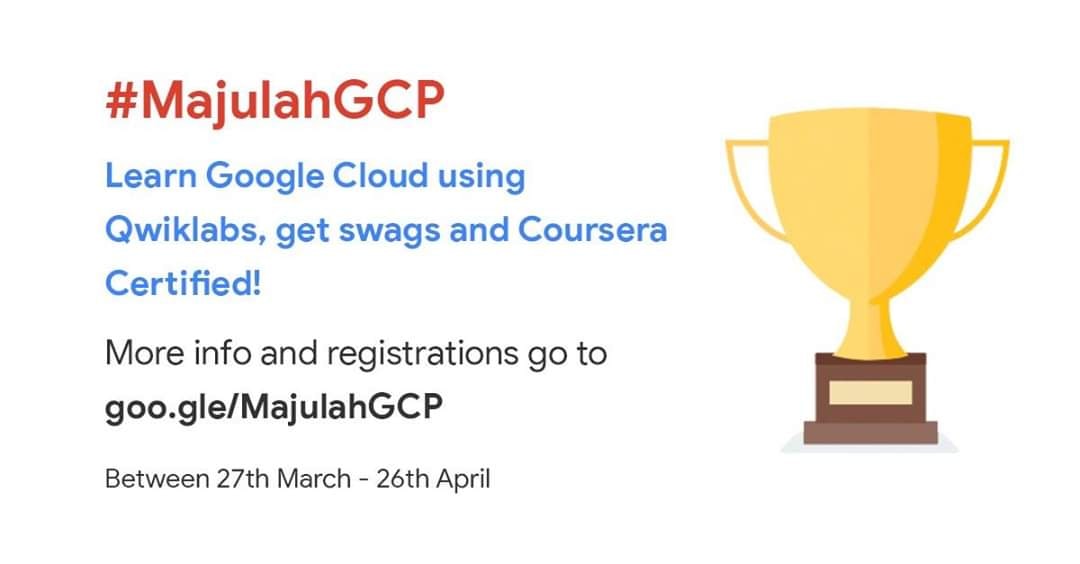 #MajulahGCP
Learn Google Cloud using
Qwiklabs, get swags and Coursera
Certified!
More info and registrations go to
goo.gle/MajulahGCP
Between 27th March - 26th April